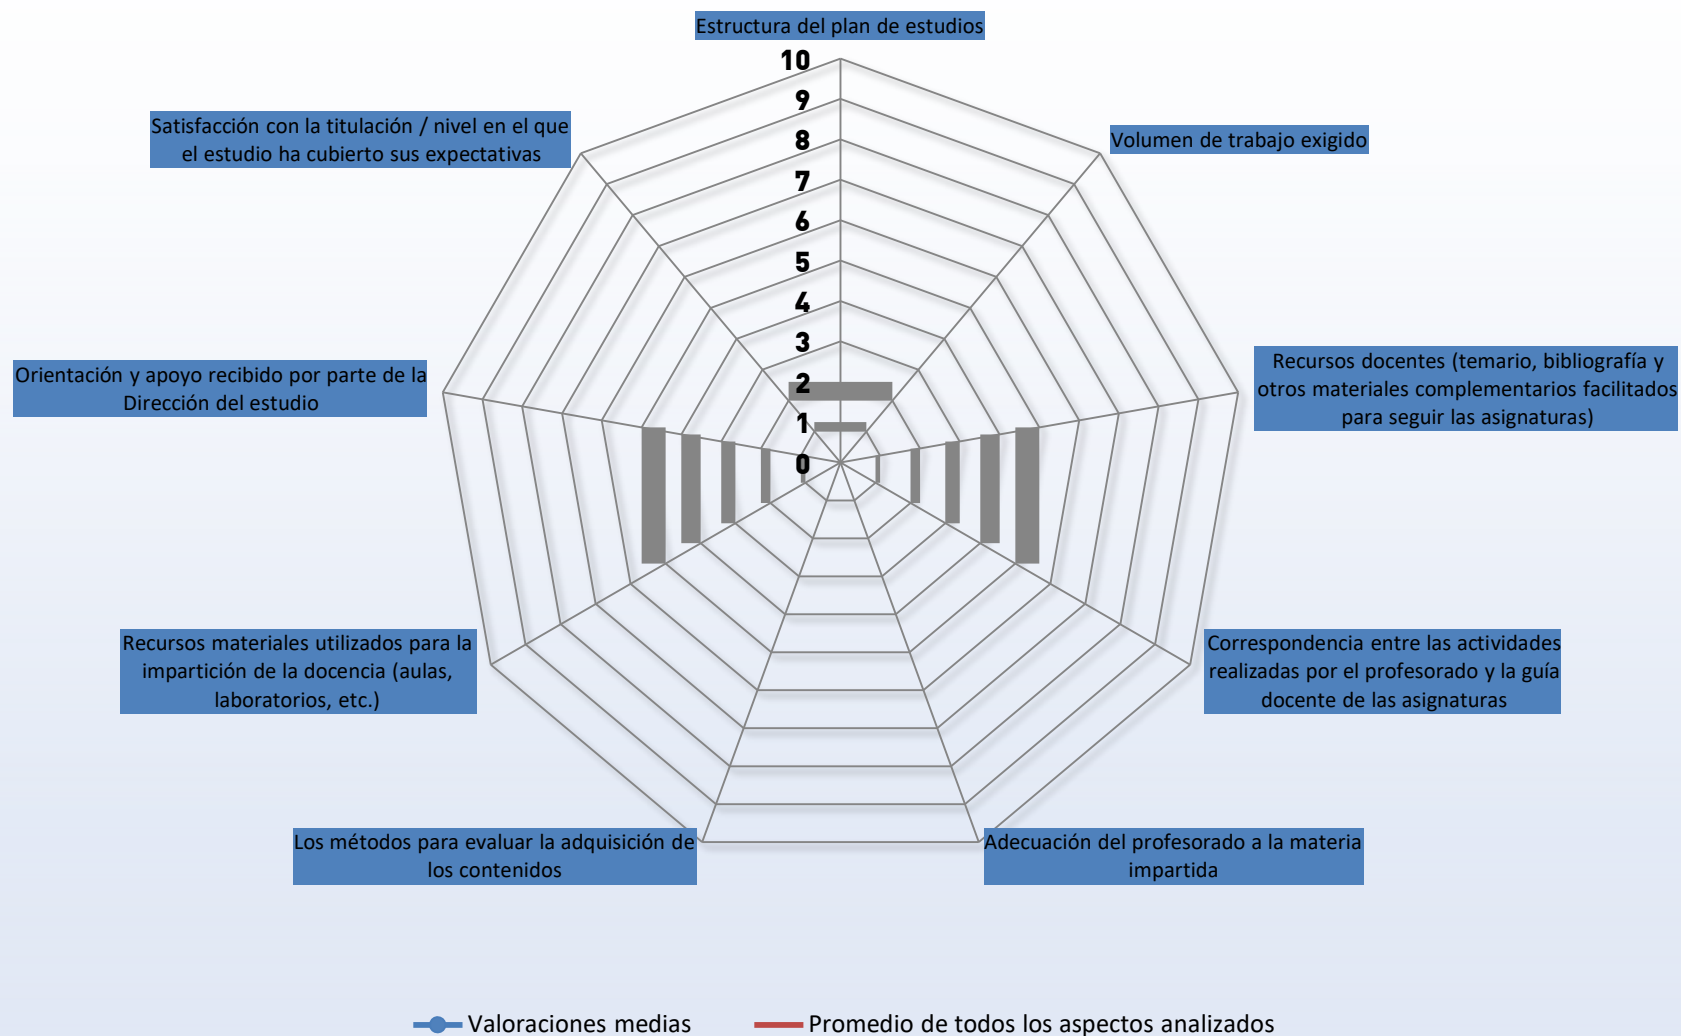 Estructura del plan de estudios
10
9
8
7
6
5
4
3
2
1
0
Satisfacción con la titulación / nivel en el que
el estudio ha cubierto sus expectativas
Volumen de trabajo exigido
Orientación y apoyo recibido por parte de la
Dirección del estudio
Recursos docentes (temario, bibliografía y
otros materiales complementarios facilitados
para seguir las asignaturas)
Recursos materiales utilizados para la
impartición de la docencia (aulas,
laboratorios, etc.)
Correspondencia entre las actividades
realizadas por el profesorado y la guía
docente de las asignaturas
Los métodos para evaluar la adquisición de
los contenidos
Adecuación del profesorado a la materia
impartida
Valoraciones medias
Promedio de todos los aspectos analizados